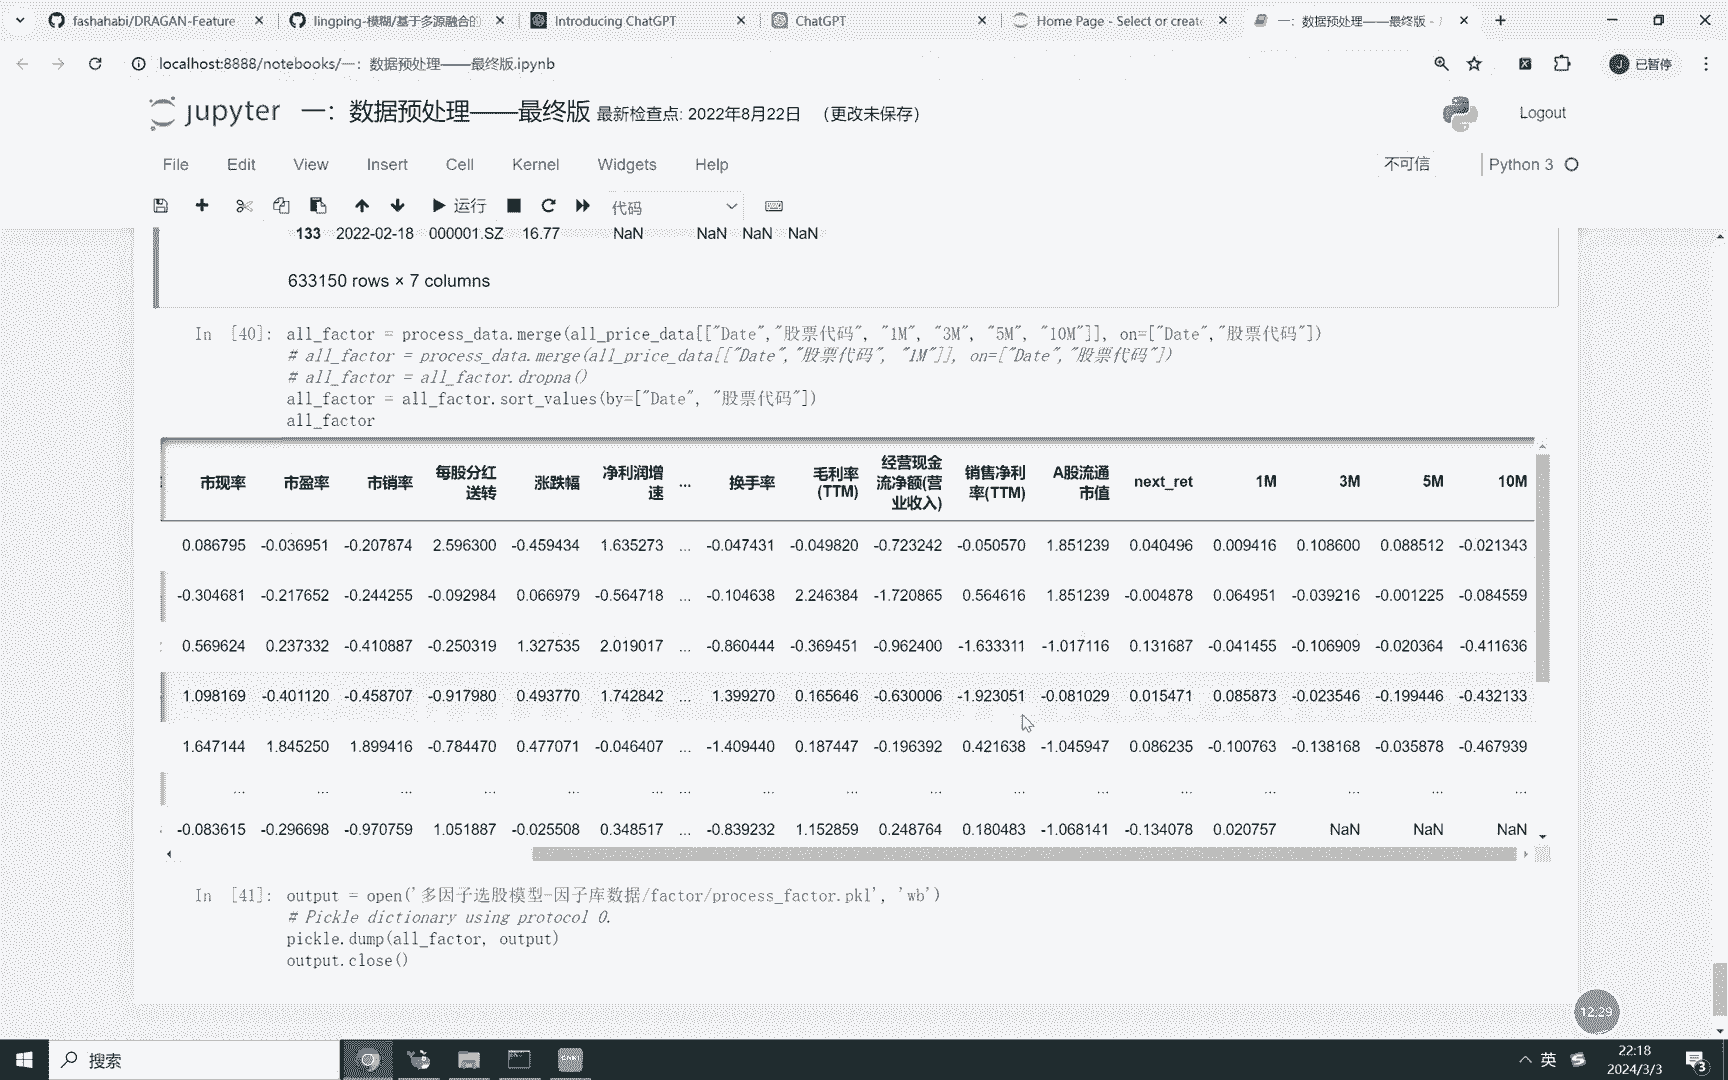 fashahabi/DRAGAN-Feature
lingping-模糊/基于多源融合的
Introducing ChatGPT
ChatGPT
Home Page - Select or create
一：数据预处理——最终版 -
localhost:8888/notebooks/一：数据预处理——最终版.ipynb
J 已暂停
jupyter 一：数据预处理——最终版 最新检查点: 2022年8月22日 （更改未保存）
Logout
File Edit View Insert Cell Kernel Widgets Help
不可信 Python 3
运行 代码
133 2022-02-18 000001.SZ 16.77 NaN NaN NaN NaN
633150 rows × 7 columns
In [40]: all_factor = process_data.merge(all_price_data[["Date","股票代码", "1M", "3M", "5M", "10M"]], on=["Date","股票代码"])
# all_factor = process_data.merge(all_price_data[["Date","股票代码", "1M"]], on=["Date","股票代码"])
# all_factor = all_factor.dropna()
all_factor = all_factor.sort_values(by=["Date", "股票代码"])
all_factor
市现率 市盈率 市销率 每股分红送转 涨跌幅 净利润增速 ... 换手率 毛利率(TTM) 经营现金流净额(营业收入) 销售净利率(TTM) A股流通市值 next_ret 1M 3M 5M 10M
0.086795 -0.036951 -0.207874 2.596300 -0.459434 1.635273 ... -0.047431 -0.049820 -0.723242 -0.050570 1.851239 0.040496 0.009416 0.108600 0.088512 -0.021343
-0.304681 -0.217652 -0.244255 -0.092984 0.066979 -0.564718 ... -0.104638 2.246384 -1.720865 0.564616 1.851239 -0.004878 0.064951 -0.039216 -0.001225 -0.084559
0.569624 0.237332 -0.410887 -0.250319 1.327535 2.019017 ... -0.860444 -0.369451 -0.962400 -1.633311 -1.017116 0.131687 -0.041455 -0.106909 -0.020364 -0.411636
1.098169 -0.401120 -0.458707 -0.917980 0.493770 1.742842 ... 1.399270 0.165646 -0.630006 -1.923051 -0.081029 0.015471 0.085873 -0.023546 -0.199446 -0.432133
1.647144 1.845250 1.899416 -0.784470 0.477071 -0.046407 ... -1.409440 0.187447 -0.196392 0.421638 -1.045947 0.086235 -0.100763 -0.138168 -0.035878 -0.467939
... ... ... ... ... ... ... ... ... ... ... ... ... ... ... ...
-0.083615 -0.296698 -0.970759 1.051887 -0.025508 0.348517 ... -0.839232 1.152859 0.248764 0.180483 -1.068141 -0.134078 0.020757 NaN NaN NaN
In [41]: output = open('多因子选股模型-因子库数据/factor/process_factor.pkl', 'wb')
# Pickle dictionary using protocol 0.
pickle.dump(all_factor, output)
output.close()
12:29
搜索
英
22:18
2024/3/3
3